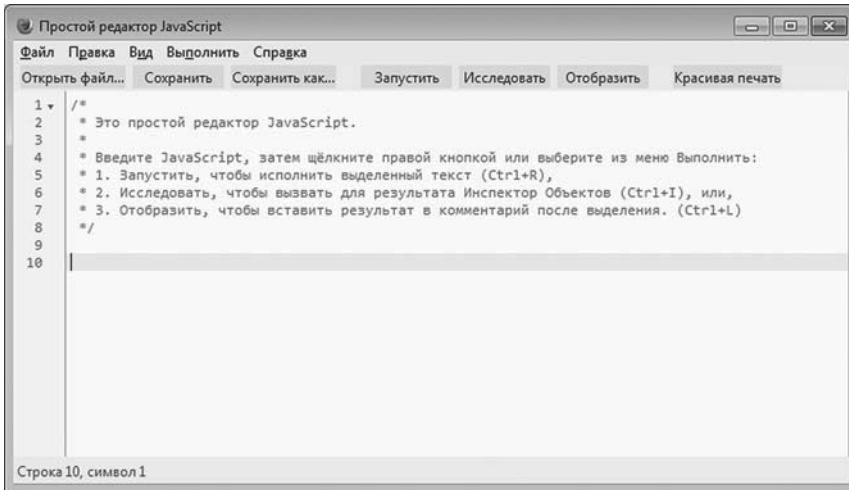 Простой редактор JavaScript
Файл Правка Вид Выполнить Справка
Открыть файл... Сохранить Сохранить как... Запустить Исследовать Отобразить Красивая печать
1 /*
2 * Это простой редактор JavaScript.
3 *
4 * Введите JavaScript, затем щёлкните правой кнопкой или выберите из меню Выполнить:
5 * 1. Запустить, чтобы исполнить выделенный текст (Ctrl+R),
6 * 2. Исследовать, чтобы вызвать для результата Инспектор Объектов (Ctrl+I), или,
7 * 3. Отобразить, чтобы вставить результат в комментарий после выделения. (Ctrl+L)
8 */
9
10
Строка 10, символ 1